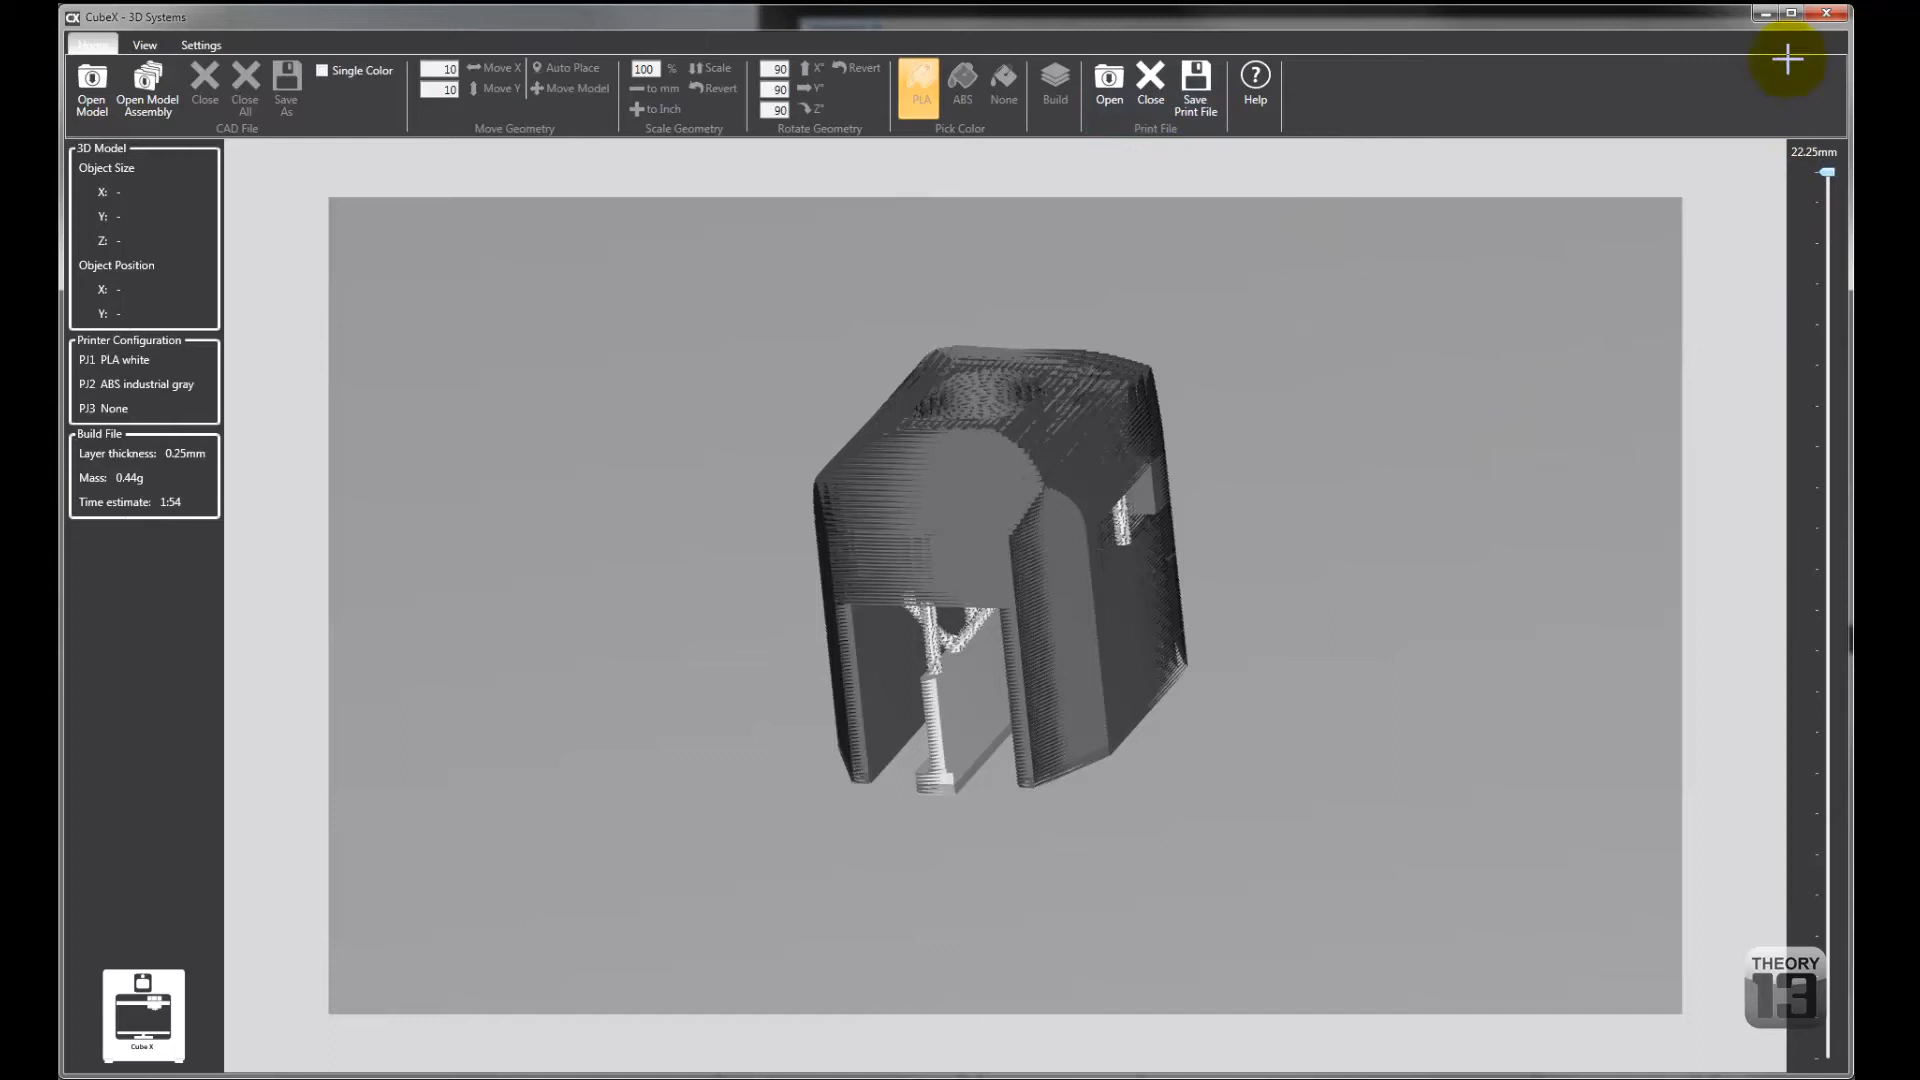 CubeX - 3D Systems
Home View Settings
Open Model
Open Model Assembly
Close
Close All
Save As
Single Color
CAD File
10 Move X
10 Move Y
Auto Place
Move Model
Move Geometry
100 % Scale
to mm Revert
to Inch
Scale Geometry
90 X° Revert
90 Y°
90 Z°
Rotate Geometry
PLA ABS None
Pick Color
Build
Open Close Save Print File
Print File
Help
3D Model
Object Size
X: -
Y: -
Z: -
Object Position
X: -
Y: -
Printer Configuration
PJ1 PLA white
PJ2 ABS industrial gray
PJ3 None
Build File
Layer thickness: 0.25mm
Mass: 0.44g
Time estimate: 1:54
Cube X
22.25mm
THEORY
13